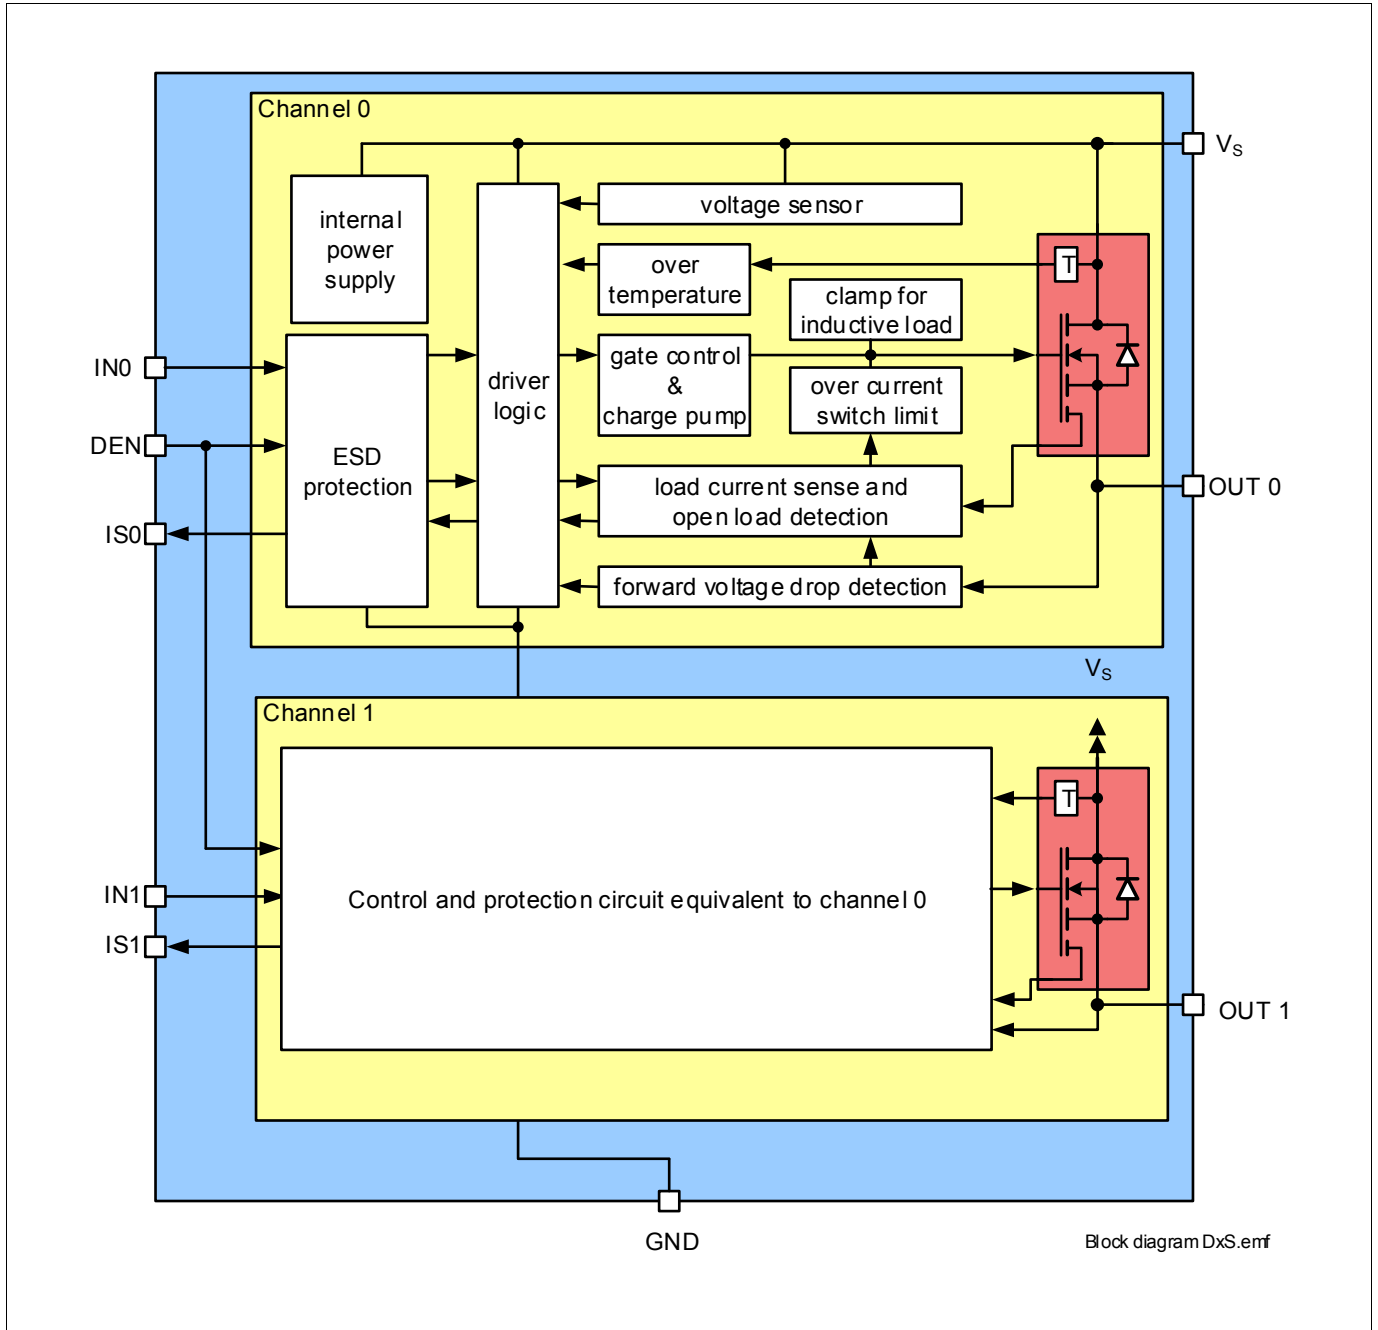 Channel 0
V_S
internal
power
supply
voltage sensor
over
temperature
T
clamp for
inductive load
IN0
driver
logic
gate control
&
charge pump
over current
switch limit
DEN
ESD
protection
load current sense and
open load detection
OUT 0
IS0
forward voltage drop detection
V_S
Channel 1
T
IN1
Control and protection circuit equivalent to channel 0
IS1
OUT 1
GND
Block diagram DxS.emf